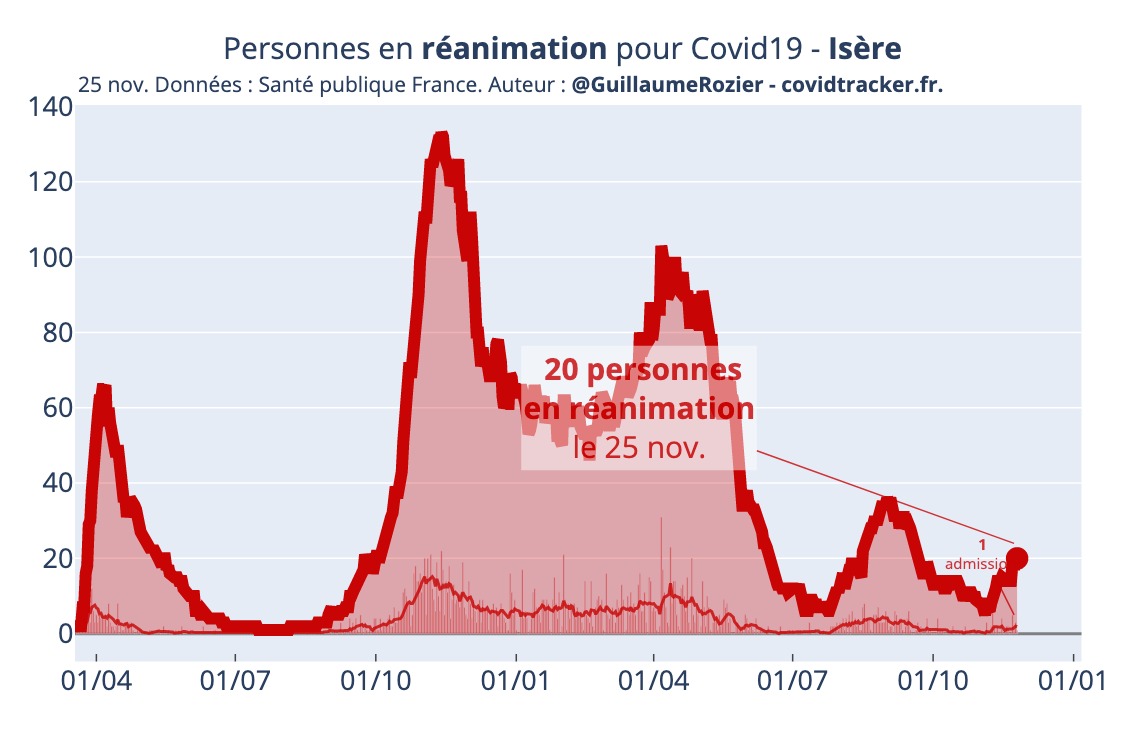 Personnes en réanimation pour Covid19 - Isère
25 nov. Données : Santé publique France. Auteur : @GuillaumeRozier - covidtracker.fr.
140
120
100
80
60
40
20
0
20 personnes
en réanimation
le 25 nov.
1
admissio
01/04
01/07
01/10
01/01
01/04
01/07
01/10
01/01